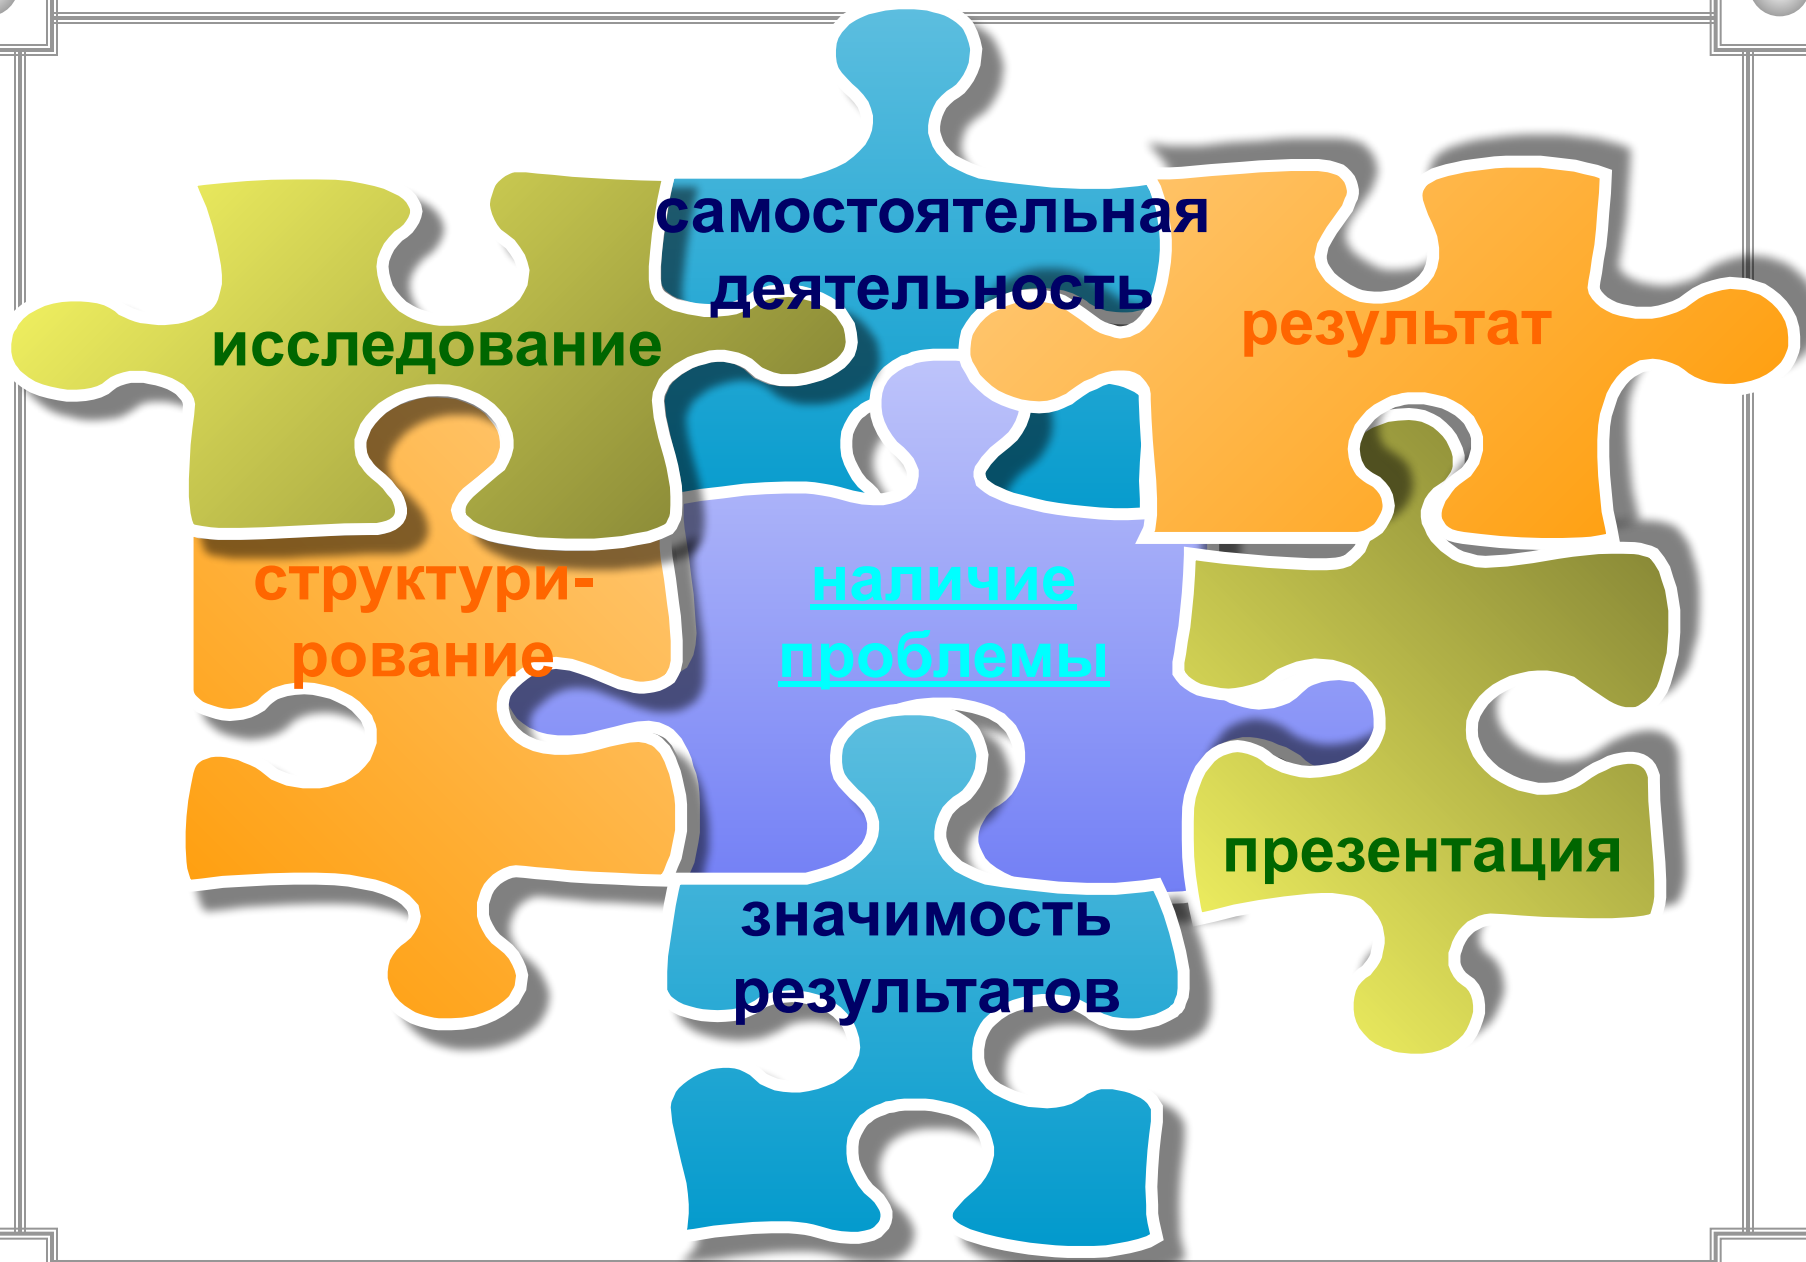 самостоятельная
деятельность
исследование
результат
структури-
рование
наличие
проблемы
презентация
значимость
результатов